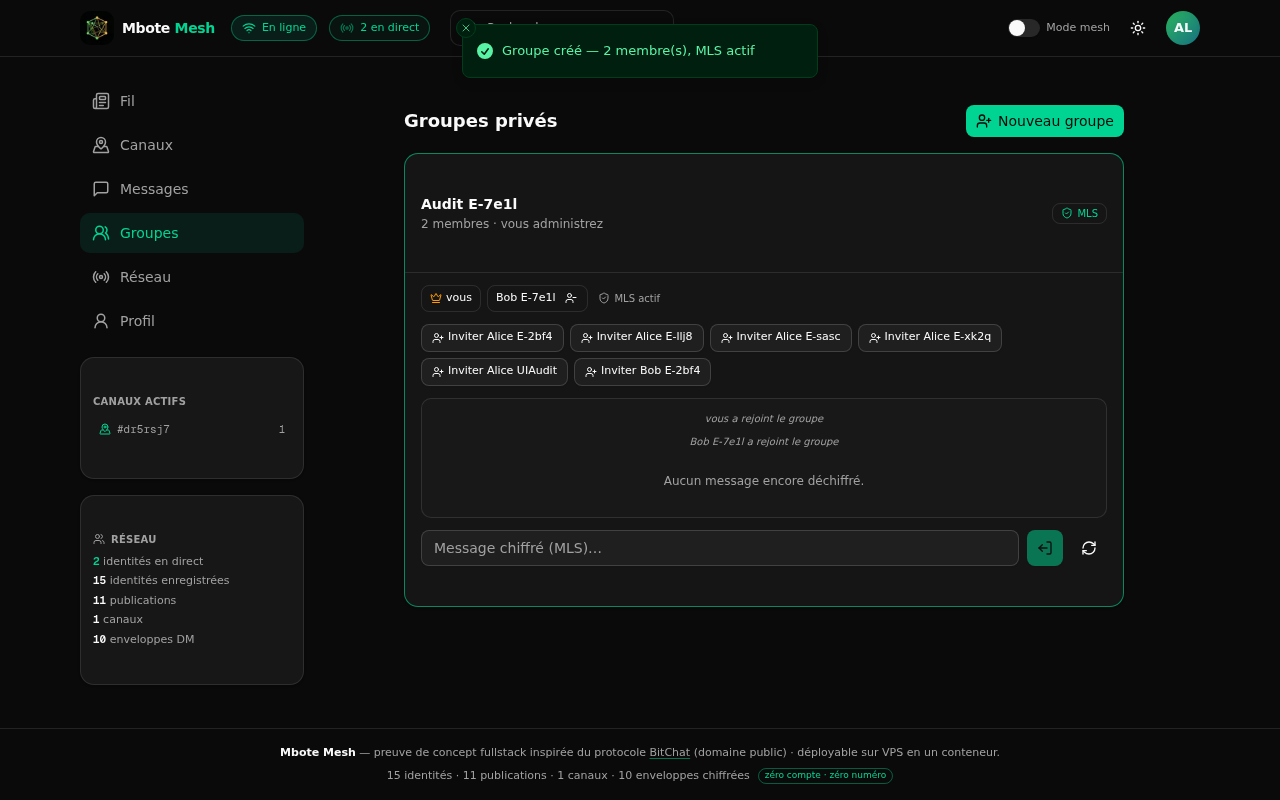 Mbote Mesh
En ligne
2 en direct
Mode mesh
AL
Groupe créé — 2 membre(s), MLS actif
Fil
Canaux
Messages
Groupes
Réseau
Profil
CANAUX ACTIFS
#dr5rsj7 1
RÉSEAU
2 identités en direct
15 identités enregistrées
11 publications
1 canaux
10 enveloppes DM
Groupes privés
Nouveau groupe
Audit E-7e1l
2 membres · vous administrez
MLS
vous
Bob E-7e1l
MLS actif
Inviter Alice E-2bf4
Inviter Alice E-llj8
Inviter Alice E-sasc
Inviter Alice E-xk2q
Inviter Alice UIAudit
Inviter Bob E-2bf4
vous a rejoint le groupe
Bob E-7e1l a rejoint le groupe
Aucun message encore déchiffré.
Message chiffré (MLS)…
Mbote Mesh — preuve de concept fullstack inspirée du protocole BitChat (domaine public) · déployable sur VPS en un conteneur.
15 identités · 11 publications · 1 canaux · 10 enveloppes chiffrées zéro compte · zéro numéro